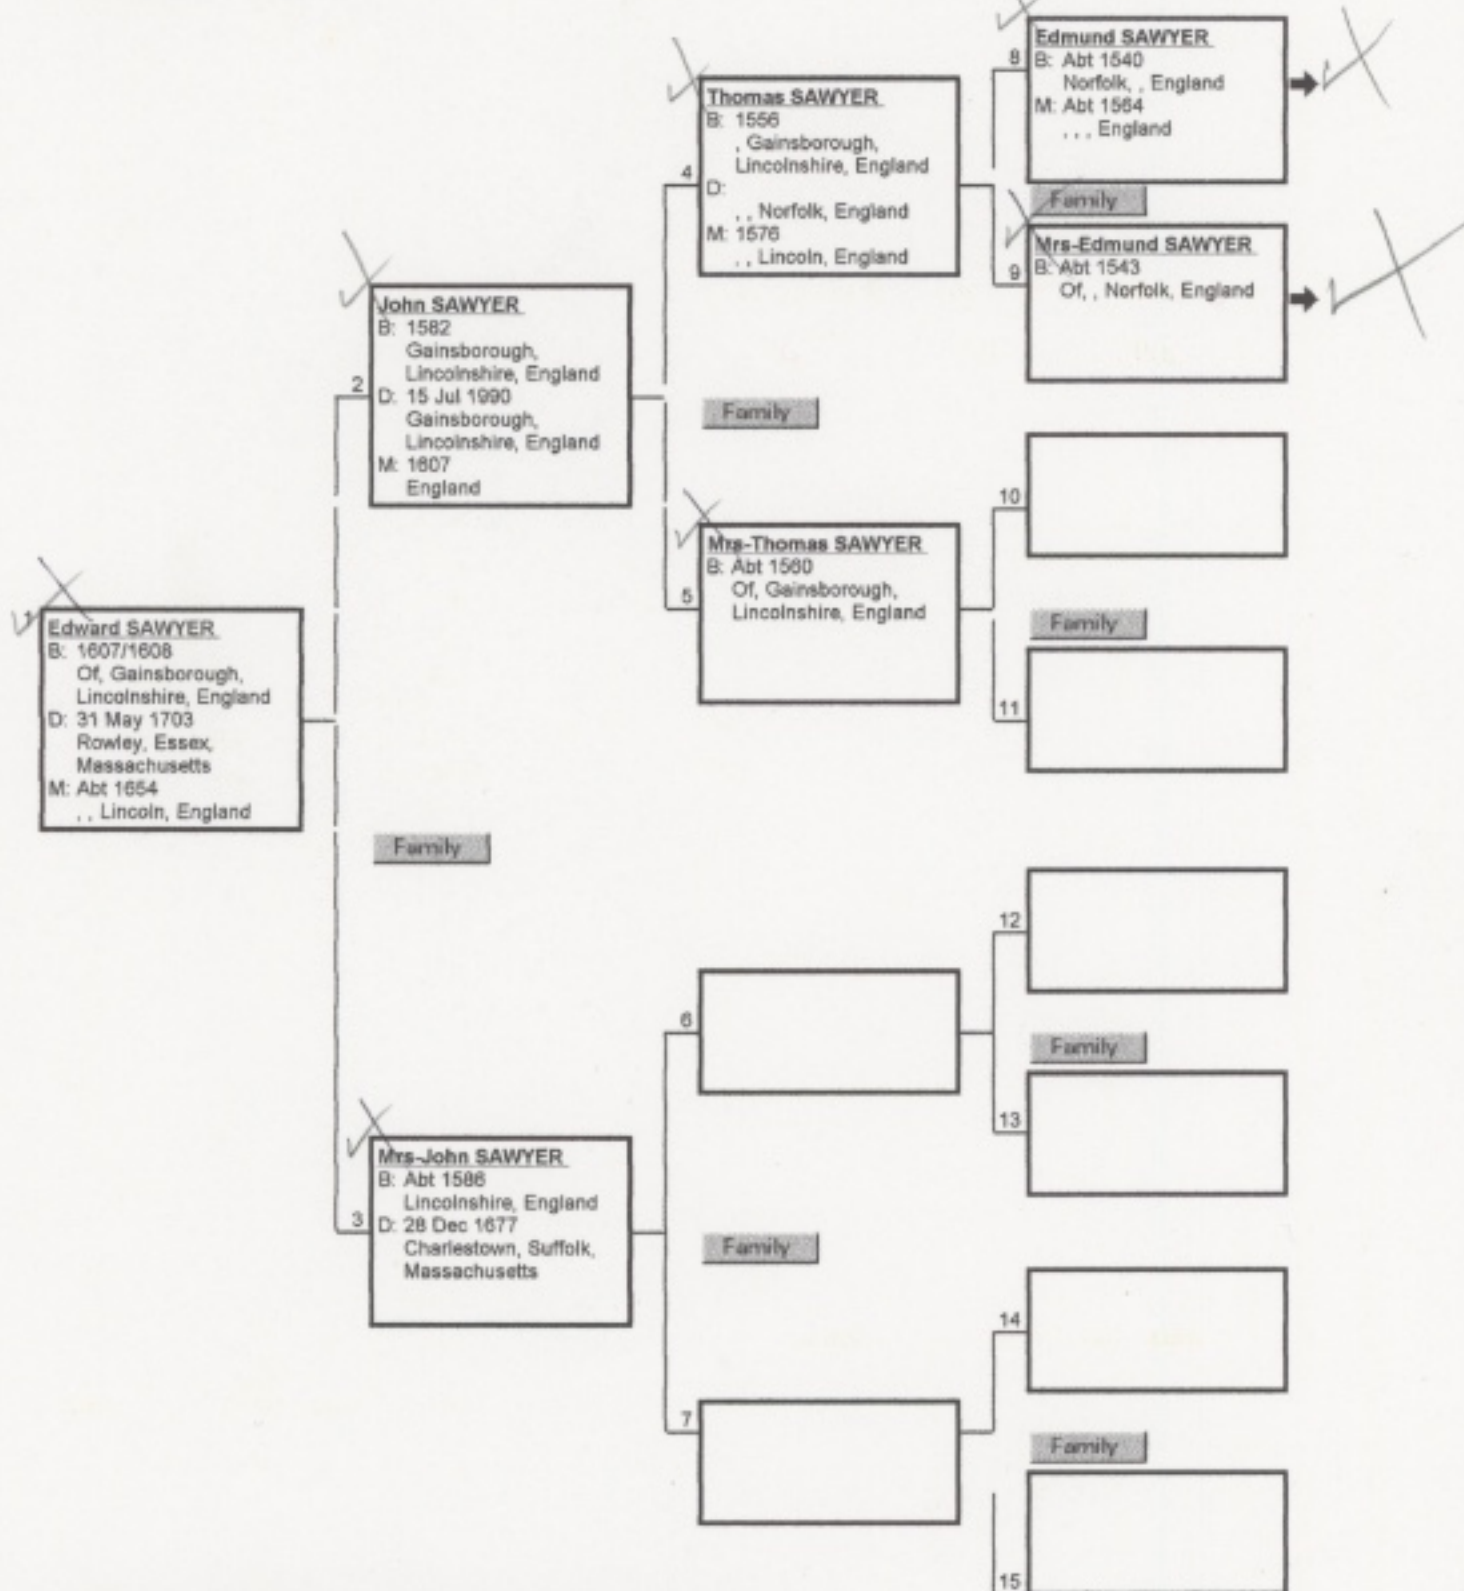 Edmund SAWYER
8
B: Abt 1540
Norfolk, , England
M: Abt 1564
, , , England
Family
Mrs-Edmund SAWYER
9
B: Abt 1543
Of, , Norfolk, England
Thomas SAWYER
B: 1556
, Gainsborough,
Lincolnshire, England
4
D:
, , Norfolk, England
M: 1576
, , Lincoln, England
John SAWYER
B: 1582
Gainsborough,
Lincolnshire, England
2
D: 15 Jul 1990
Gainsborough,
Lincolnshire, England
M: 1607
England
Family
10
Mrs-Thomas SAWYER
B: Abt 1560
Of, Gainsborough,
5
Lincolnshire, England
Family
11
1
Edward SAWYER
B: 1607/1608
Of, Gainsborough,
Lincolnshire, England
D: 31 May 1703
Rowley, Essex,
Massachusetts
M: Abt 1654
, , Lincoln, England
Family
12
6
Family
13
Mrs-John SAWYER
B: Abt 1586
Lincolnshire, England
3
D: 28 Dec 1677
Charlestown, Suffolk,
Massachusetts
Family
14
7
Family
15